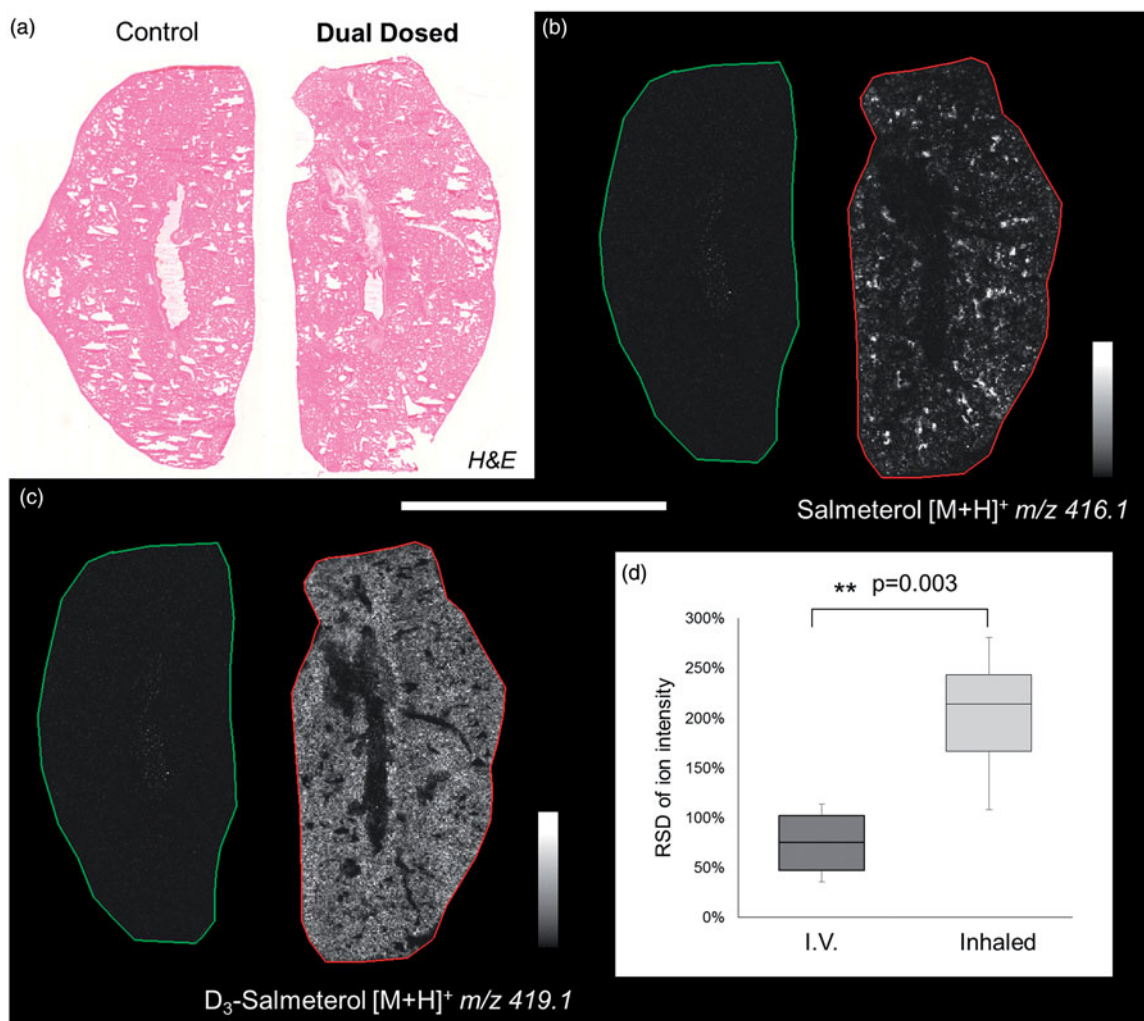 (a)
Control
Dual Dosed
H&E
(b)
Salmeterol [M+H]⁺ m/z 416.1
(c)
D₃-Salmeterol [M+H]⁺ m/z 419.1
(d)
** p=0.003
300%
250%
200%
150%
100%
50%
0%
RSD of ion intensity
I.V.
Inhaled